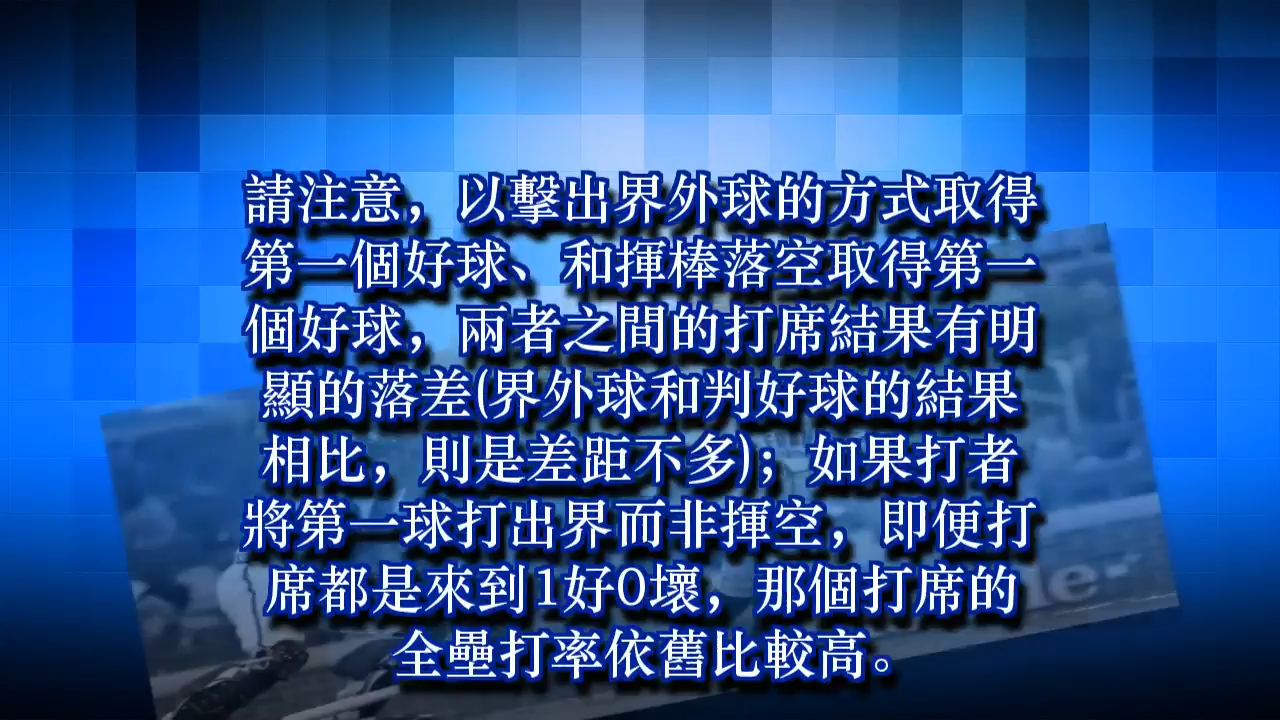 請注意，以擊出界外球的方式取得
第一個好球、和揮棒落空取得第一
個好球，兩者之間的打席結果有明
顯的落差(界外球和判好球的結果
相比，則是差距不多)；如果打者
將第一球打出界而非揮空，即便打
席都是來到1好0壞，那個打席的
全壘打率依舊比較高。